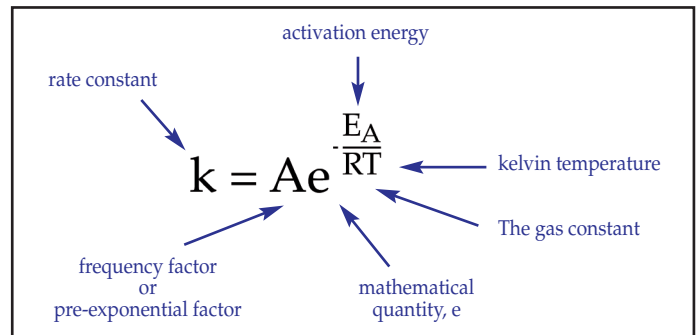 activation energy
rate constant
k = Ae^-E_A/RT
kelvin temperature
The gas constant
frequency factor
or
pre-exponential factor
mathematical
quantity, e